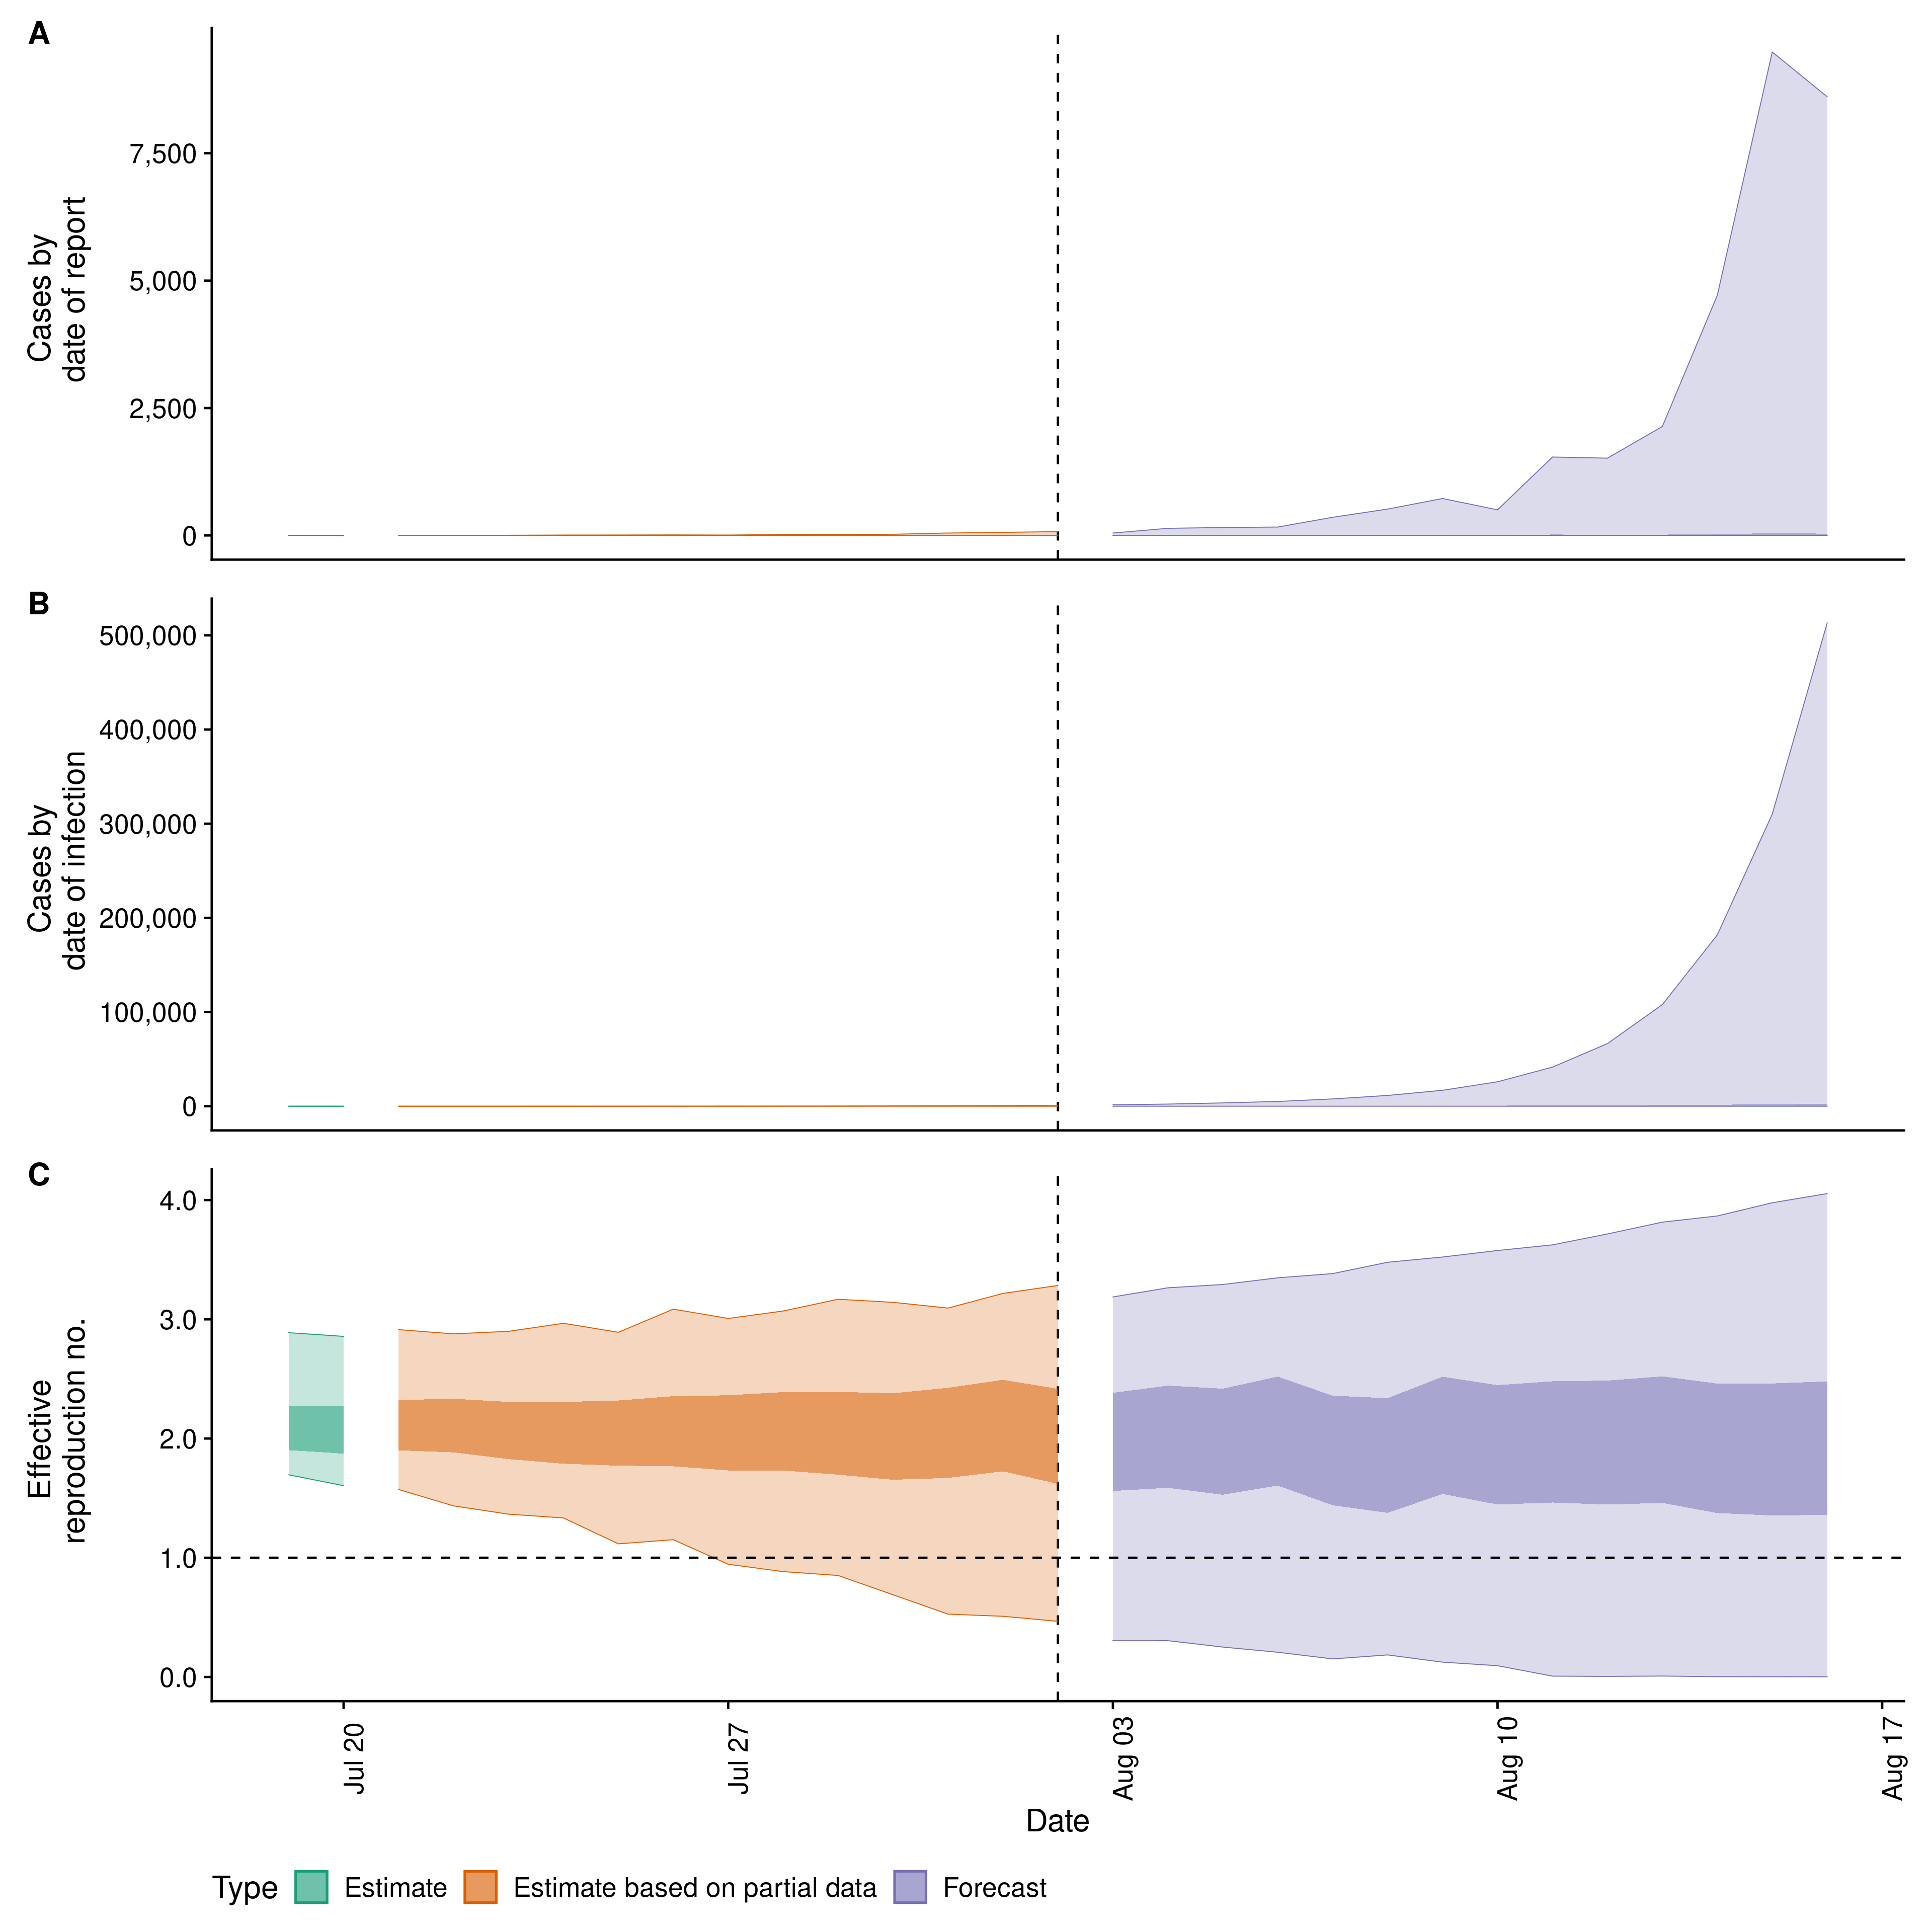 A
Cases by
date of report
7,500
5,000
2,500
0
B
Cases by
date of infection
500,000
400,000
300,000
200,000
100,000
0
C
Effective
reproduction no.
4.0
3.0
2.0
1.0
0.0
Jul 20
Jul 27
Aug 03
Aug 10
Aug 17
Date
Type Estimate Estimate based on partial data Forecast